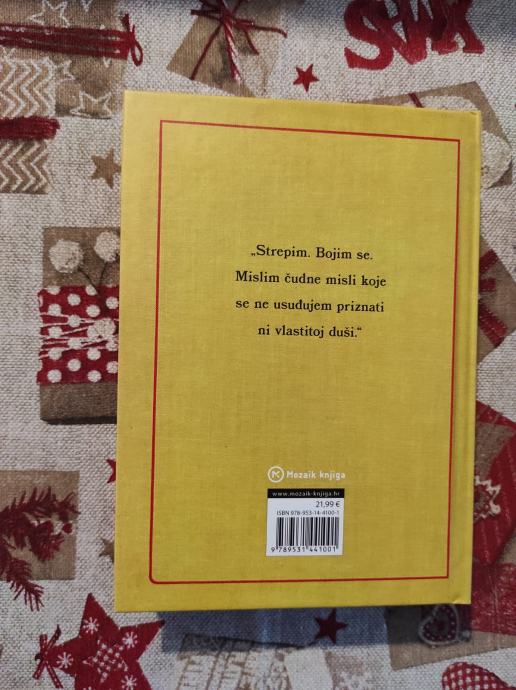 „Strepim. Bojim se.
Mislim čudne misli koje
se ne usuđujem priznati
ni vlastitoj duši.“
Mozaik knjiga
www.mozaik-knjiga.hr
21,99 €
ISBN 978-953-14-4100-1
9 789531 441001